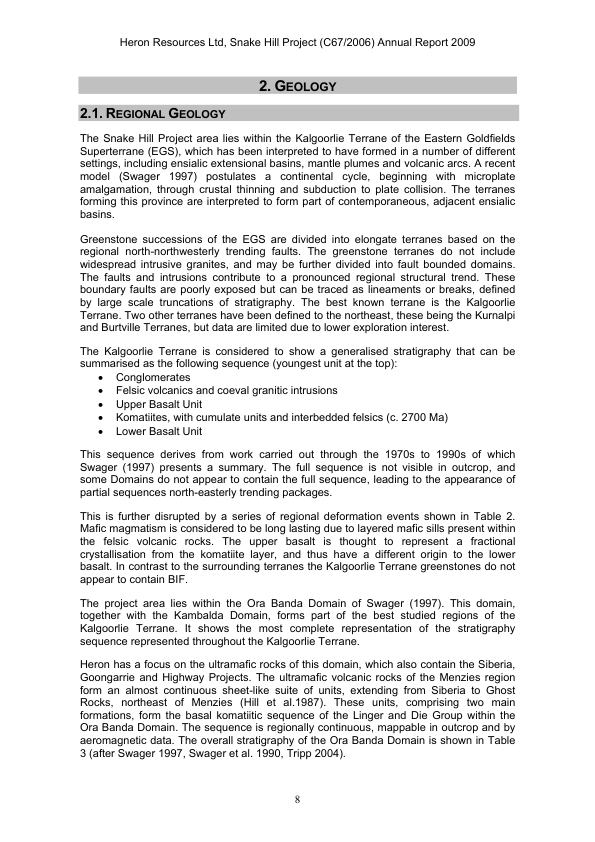 Heron Resources Ltd, Snake Hill Project (C67/2006) Annual Report 2009
2. GEOLOGY
2.1. REGIONAL GEOLOGY
The Snake Hill Project area lies within the Kalgoorlie Terrane of the Eastern Goldfields
Superterrane (EGS), which has been interpreted to have formed in a number of different
settings, including ensialic extensional basins, mantle plumes and volcanic arcs. A recent
model (Swager 1997) postulates a continental cycle, beginning with microplate
amalgamation, through crustal thinning and subduction to plate collision. The terranes
forming this province are interpreted to form part of contemporaneous, adjacent ensialic
basins.
Greenstone successions of the EGS are divided into elongate terranes based on the
regional north-northwesterly trending faults. The greenstone terranes do not include
widespread intrusive granites, and may be further divided into fault bounded domains.
The faults and intrusions contribute to a pronounced regional structural trend. These
boundary faults are poorly exposed but can be traced as lineaments or breaks, defined
by large scale truncations of stratigraphy. The best known terrane is the Kalgoorlie
Terrane. Two other terranes have been defined to the northeast, these being the Kurnalpi
and Burtville Terranes, but data are limited due to lower exploration interest.
The Kalgoorlie Terrane is considered to show a generalised stratigraphy that can be
summarised as the following sequence (youngest unit at the top):
• Conglomerates
• Felsic volcanics and coeval granitic intrusions
• Upper Basalt Unit
• Komatiites, with cumulate units and interbedded felsics (c. 2700 Ma)
• Lower Basalt Unit
This sequence derives from work carried out through the 1970s to 1990s of which
Swager (1997) presents a summary. The full sequence is not visible in outcrop, and
some Domains do not appear to contain the full sequence, leading to the appearance of
partial sequences north-easterly trending packages.
This is further disrupted by a series of regional deformation events shown in Table 2.
Mafic magmatism is considered to be long lasting due to layered mafic sills present within
the felsic volcanic rocks. The upper basalt is thought to represent a fractional
crystallisation from the komatiite layer, and thus have a different origin to the lower
basalt. In contrast to the surrounding terranes the Kalgoorlie Terrane greenstones do not
appear to contain BIF.
The project area lies within the Ora Banda Domain of Swager (1997). This domain,
together with the Kambalda Domain, forms part of the best studied regions of the
Kalgoorlie Terrane. It shows the most complete representation of the stratigraphy
sequence represented throughout the Kalgoorlie Terrane.
Heron has a focus on the ultramafic rocks of this domain, which also contain the Siberia,
Goongarrie and Highway Projects. The ultramafic volcanic rocks of the Menzies region
form an almost continuous sheet-like suite of units, extending from Siberia to Ghost
Rocks, northeast of Menzies (Hill et al.1987). These units, comprising two main
formations, form the basal komatiitic sequence of the Linger and Die Group within the
Ora Banda Domain. The sequence is regionally continuous, mappable in outcrop and by
aeromagnetic data. The overall stratigraphy of the Ora Banda Domain is shown in Table
3 (after Swager 1997, Swager et al. 1990, Tripp 2004).
8